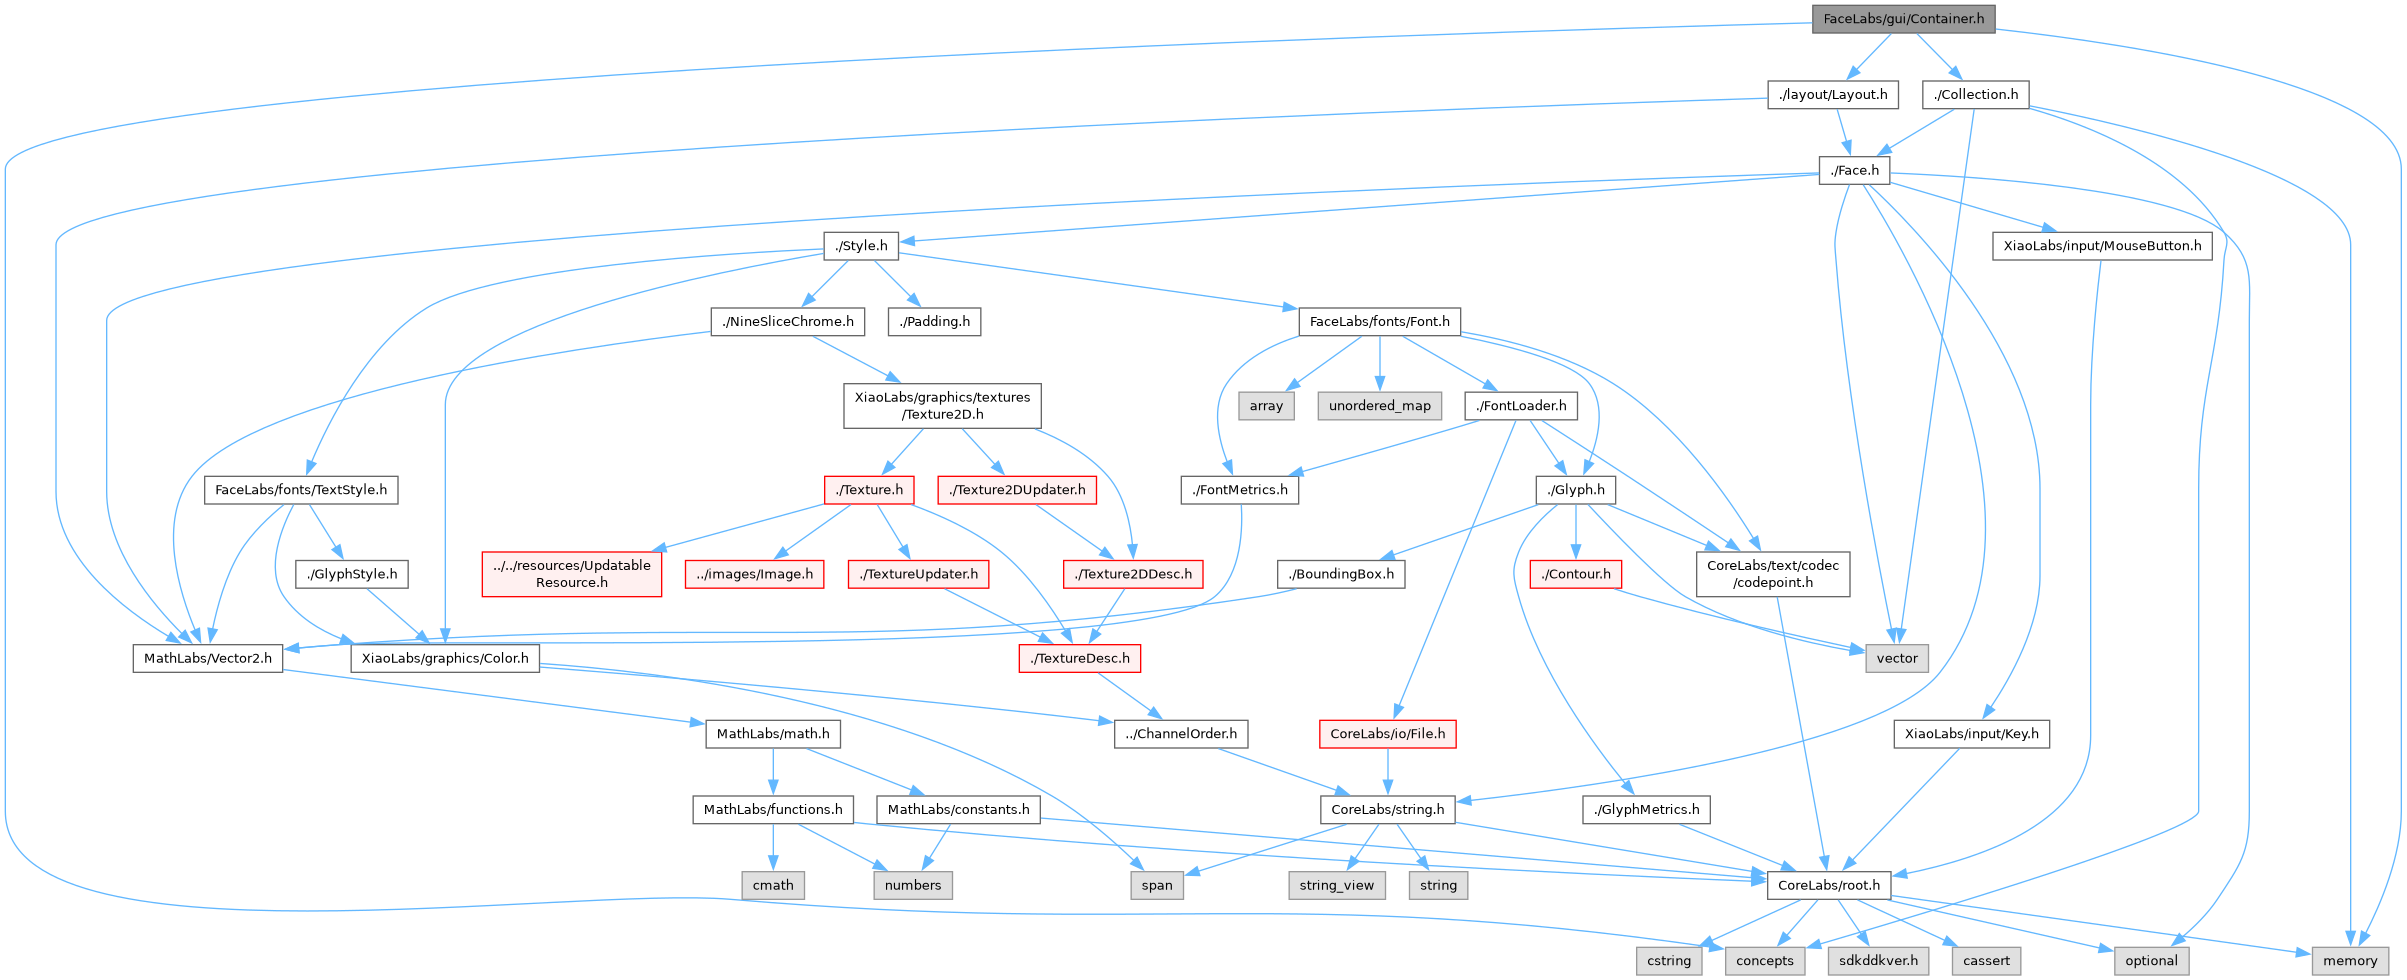 FaceLabs/gui/Container.h
./layout/Layout.h
./Collection.h
./Face.h
./Style.h
XiaoLabs/input/MouseButton.h
./NineSliceChrome.h
./Padding.h
FaceLabs/fonts/Font.h
XiaoLabs/graphics/textures
/Texture2D.h
array
unordered_map
./FontLoader.h
FaceLabs/fonts/TextStyle.h
./Texture.h
./Texture2DUpdater.h
./FontMetrics.h
./Glyph.h
./GlyphStyle.h
../../resources/Updatable
Resource.h
../images/Image.h
./TextureUpdater.h
./Texture2DDesc.h
./BoundingBox.h
./Contour.h
CoreLabs/text/codec
/codepoint.h
MathLabs/Vector2.h
XiaoLabs/graphics/Color.h
./TextureDesc.h
vector
MathLabs/math.h
../ChannelOrder.h
CoreLabs/io/File.h
XiaoLabs/input/Key.h
MathLabs/functions.h
MathLabs/constants.h
CoreLabs/string.h
./GlyphMetrics.h
cmath
numbers
span
string_view
string
CoreLabs/root.h
cstring
concepts
sdkddkver.h
cassert
optional
memory